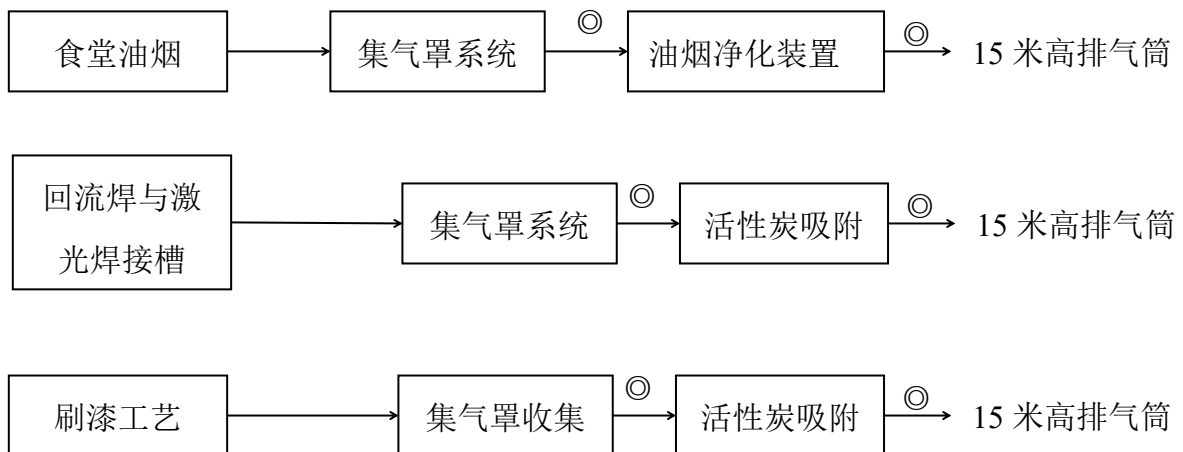 ◎ ◎
食堂油烟 集气罩系统 油烟净化装置 15 米高排气筒
回流焊与激
光焊接槽
◎ ◎
集气罩系统 活性炭吸附 15 米高排气筒
◎ ◎
刷漆工艺 集气罩收集 活性炭吸附 15 米高排气筒